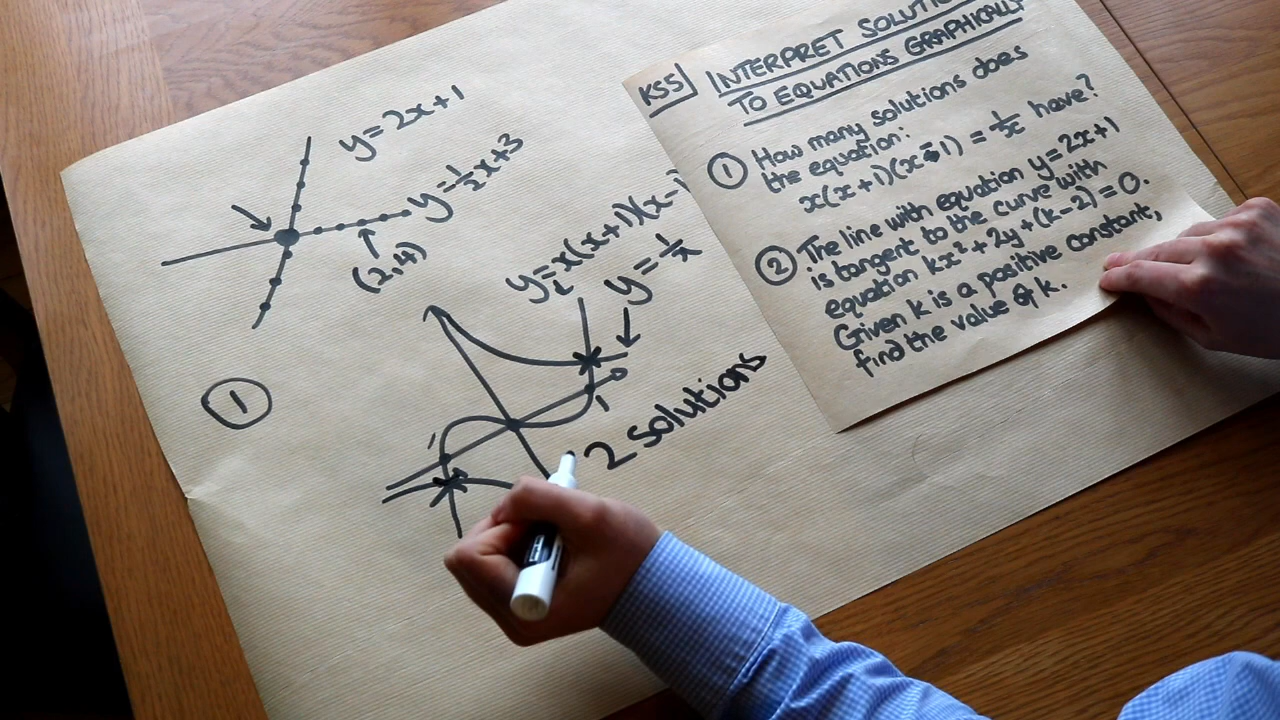 y=2x+1
y=½x+3
(2,4)
①
y=x(x+1)(x-1
y=1/x
1
2 solutions
KS5
INTERPRET SOLUTIO
TO EQUATIONS GRAPHICALLY
① How many solutions does
the equation:
x(x+1)(x-1) = 1/x have?
② The line with equation y=2x+1
is tangent to the curve with
equation kx²+2y+(k-2)=0.
Given k is a positive constant,
find the value of k.